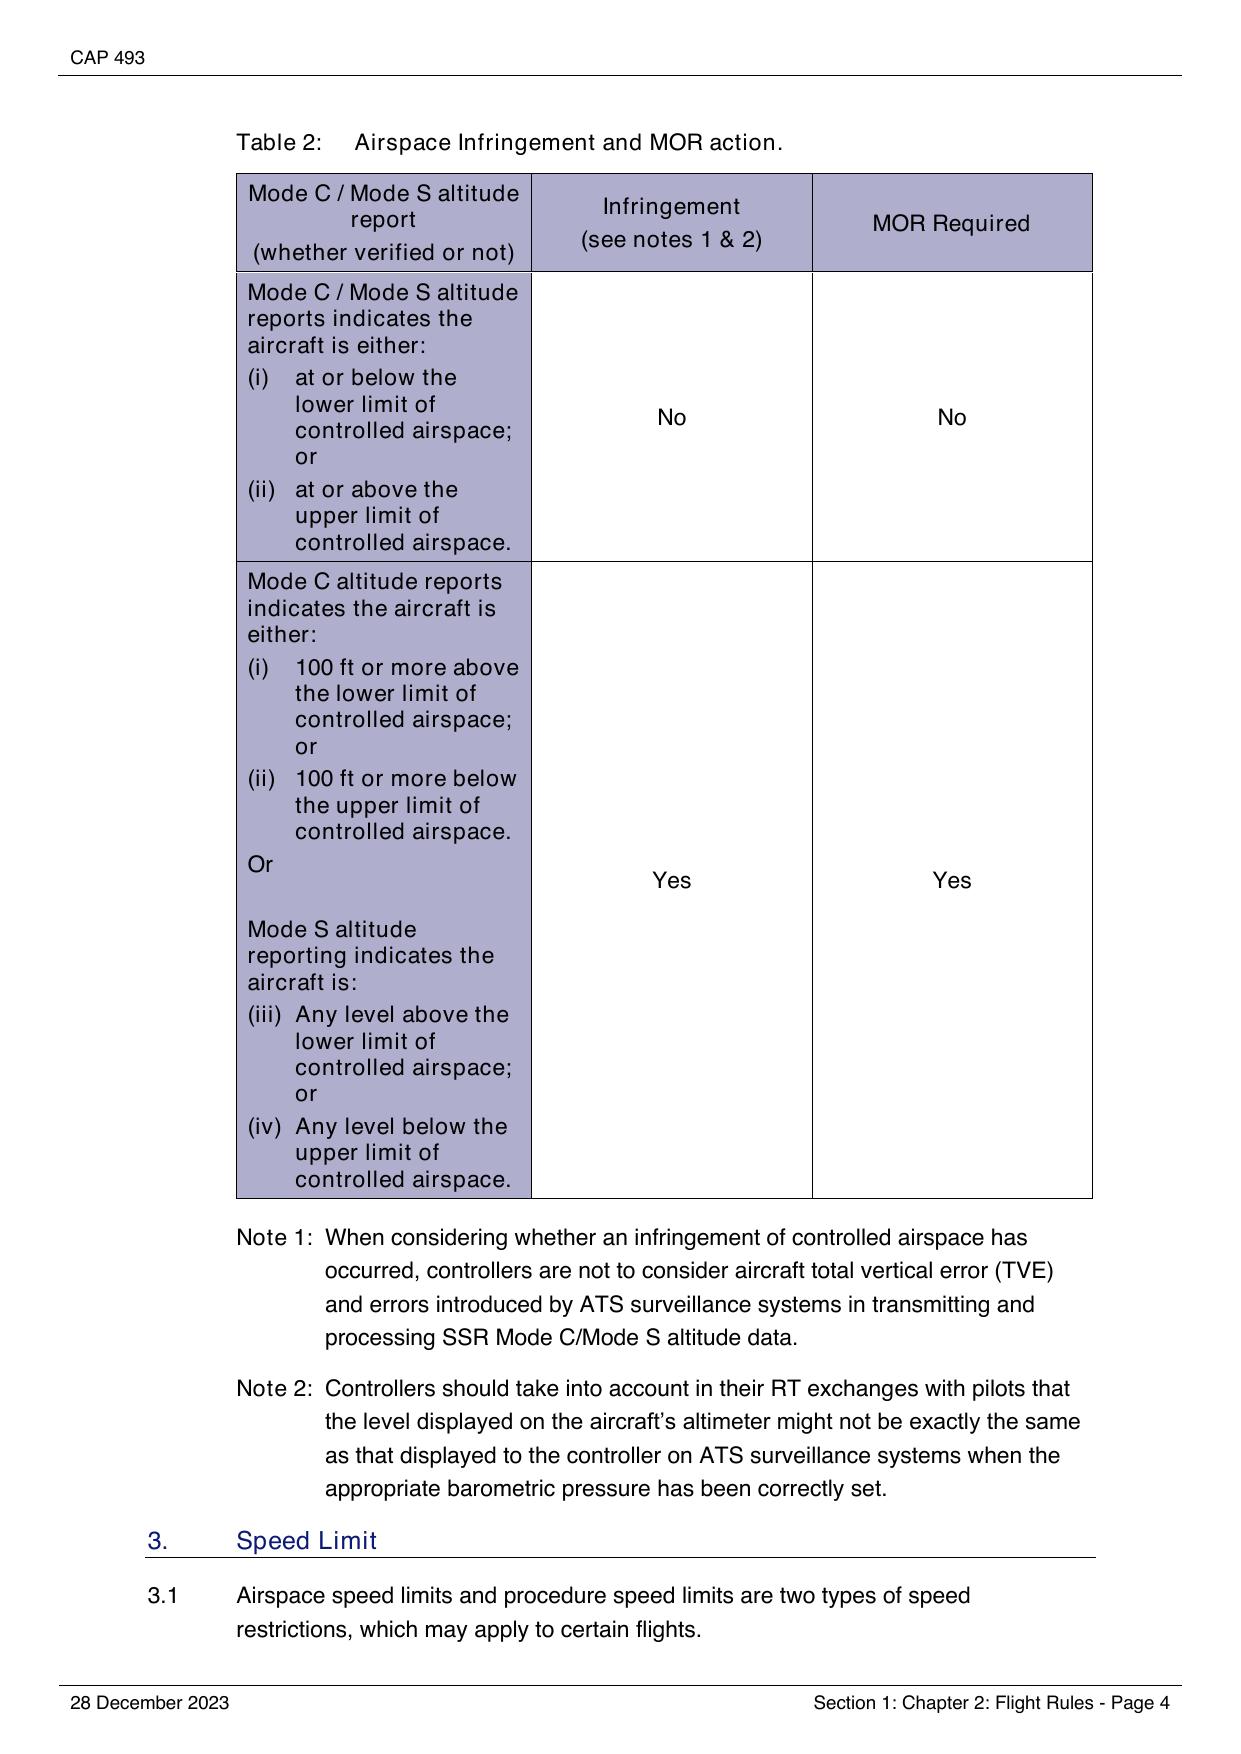 CAP 493
Table 2: Airspace Infringement and MOR action.
Mode C / Mode S altitude
report
(whether verified or not)
Infringement
(see notes 1 & 2)
MOR Required
Mode C / Mode S altitude
reports indicates the
aircraft is either:
(i) at or below the
lower limit of
controlled airspace;
or
(ii) at or above the
upper limit of
controlled airspace.
No
No
Mode C altitude reports
indicates the aircraft is
either:
(i) 100 ft or more above
the lower limit of
controlled airspace;
or
(ii) 100 ft or more below
the upper limit of
controlled airspace.
Or
Mode S altitude
reporting indicates the
aircraft is:
(iii) Any level above the
lower limit of
controlled airspace;
or
(iv) Any level below the
upper limit of
controlled airspace.
Yes
Yes
Note 1: When considering whether an infringement of controlled airspace has
occurred, controllers are not to consider aircraft total vertical error (TVE)
and errors introduced by ATS surveillance systems in transmitting and
processing SSR Mode C/Mode S altitude data.
Note 2: Controllers should take into account in their RT exchanges with pilots that
the level displayed on the aircraft’s altimeter might not be exactly the same
as that displayed to the controller on ATS surveillance systems when the
appropriate barometric pressure has been correctly set.
3. Speed Limit
3.1 Airspace speed limits and procedure speed limits are two types of speed
restrictions, which may apply to certain flights.
28 December 2023
Section 1: Chapter 2: Flight Rules - Page 4